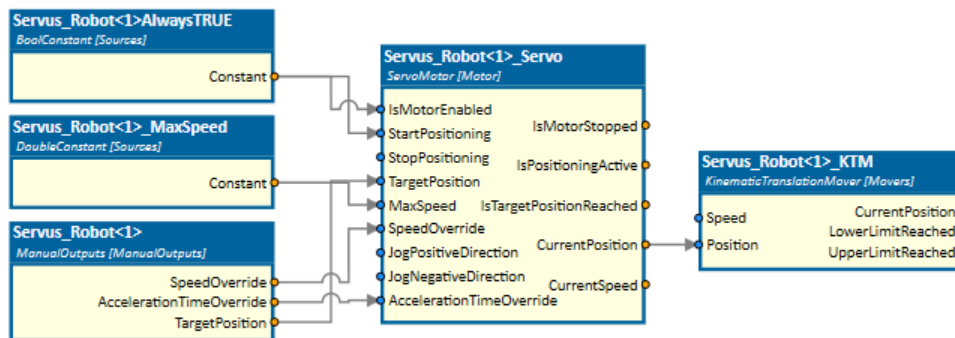 Servus_Robot<1>AlwaysTRUE
BoolConstant [Sources]
Constant
Servus_Robot<1>_MaxSpeed
DoubleConstant [Sources]
Constant
Servus_Robot<1>
ManualOutputs [ManualOutputs]
SpeedOverride
AccelerationTimeOverride
TargetPosition
Servus_Robot<1>_Servo
ServoMotor [Motor]
IsMotorEnabled
StartPositioning
StopPositioning
TargetPosition
MaxSpeed
SpeedOverride
JogPositiveDirection
JogNegativeDirection
AccelerationTimeOverride
IsMotorStopped
IsPositioningActive
IsTargetPositionReached
CurrentPosition
CurrentSpeed
Servus_Robot<1>_KTM
KinematicTranslationMover [Movers]
Speed
Position
CurrentPosition
LowerLimitReached
UpperLimitReached